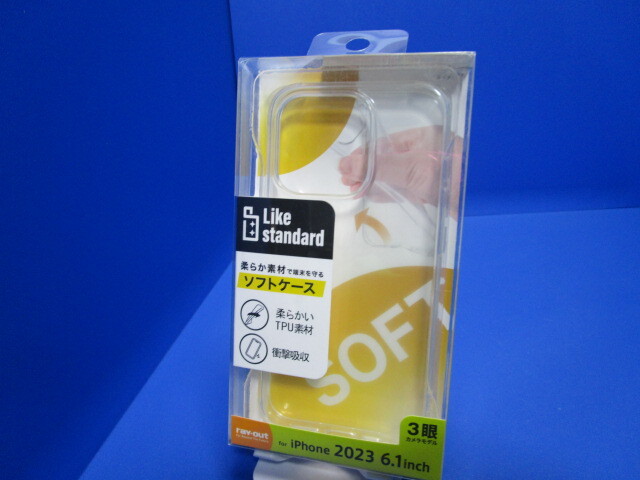 Like
standard
柔らか素材で端末を守る
ソフトケース
柔らかい
TPU素材
衝撃吸収
SOFT
ray-out
3眼
カメラモデル
for iPhone 2023 6.1inch